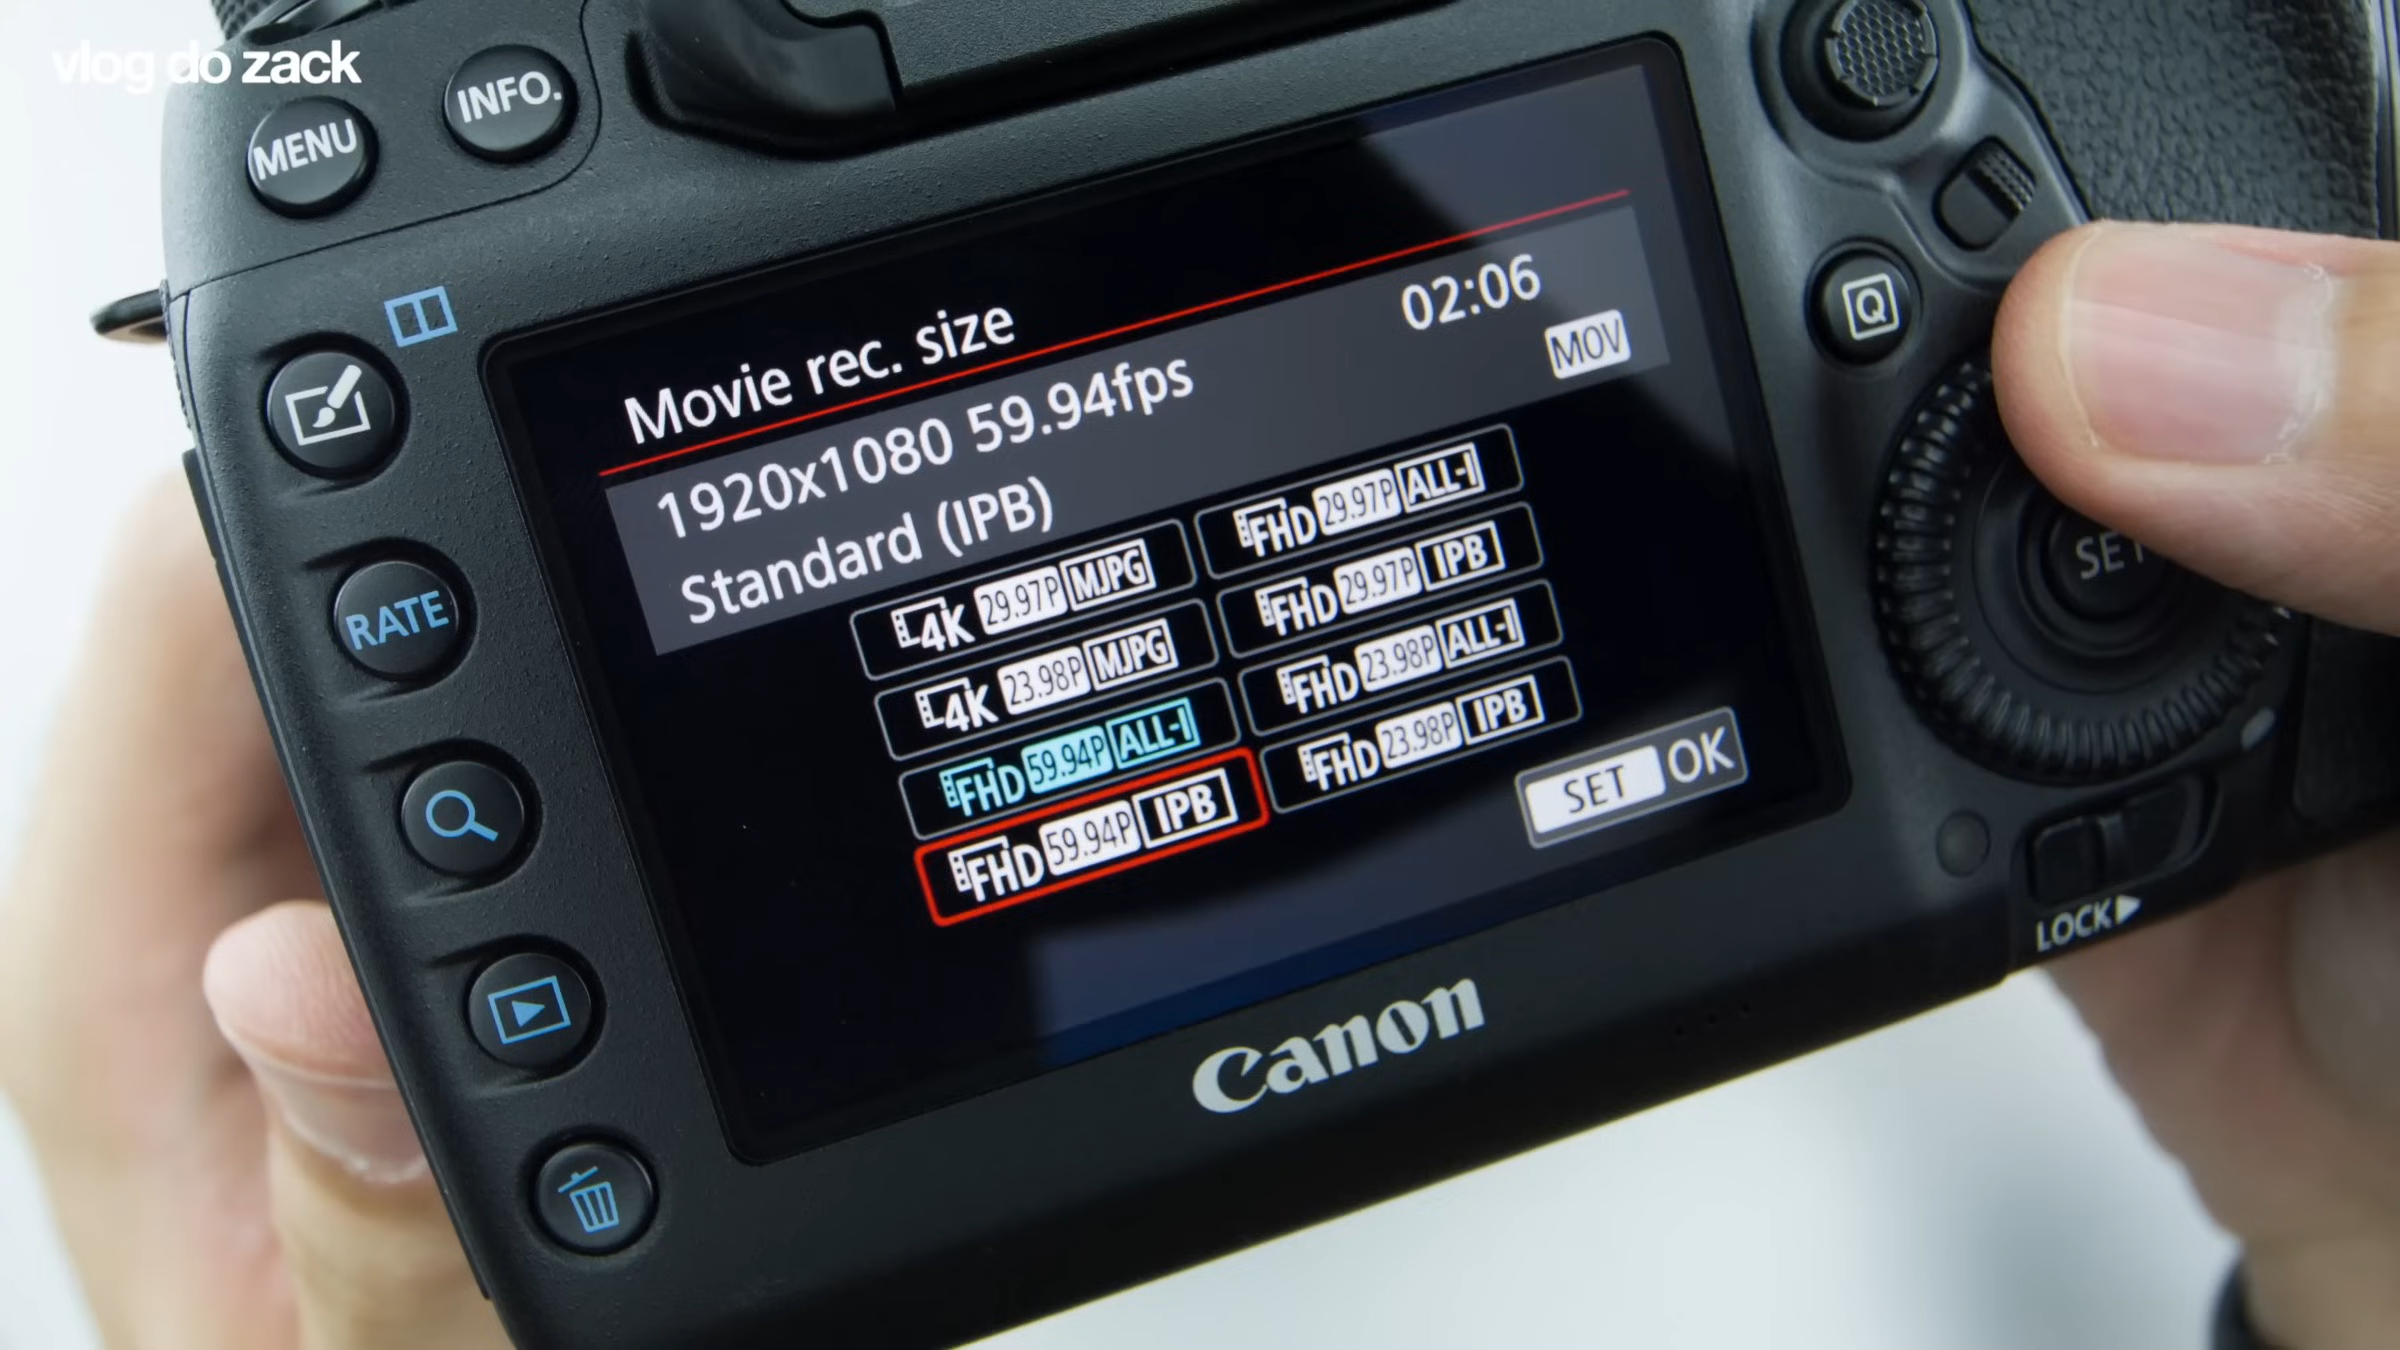 vlog do zack
MENU
INFO.
Movie rec. size
1920x1080 59.94fps
02:06
Standard (IPB)
MOV
4K 29.97P MJPG
FHD 29.97P ALL-I
4K 23.98P MJPG
FHD 29.97P IPB
FHD 59.94P ALL-I
FHD 23.98P ALL-I
FHD 59.94P IPB
FHD 23.98P IPB
SET OK
RATE
Q
SET
LOCK▶
Canon